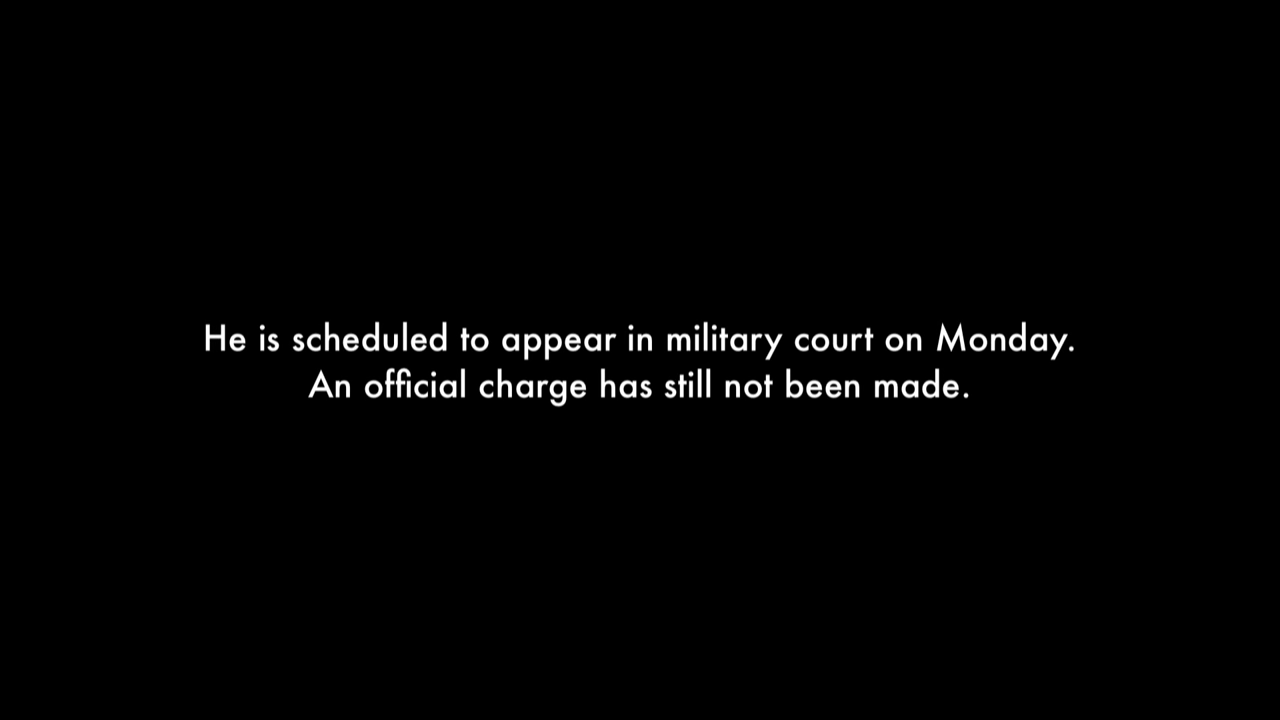 He is scheduled to appear in military court on Monday.
An official charge has still not been made.